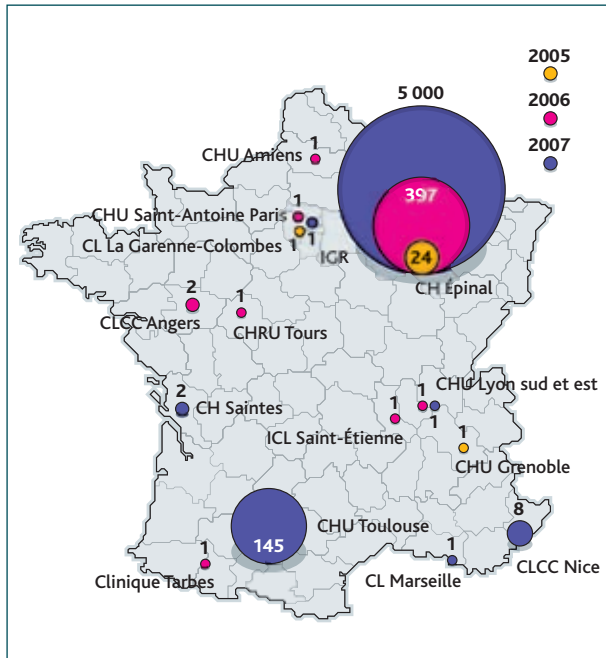 2005
2006
2007
5 000
397
24
CH Épinal
1
CHU Amiens
1
CHU Saint-Antoine Paris
CL La Garenne-Colombes
1
1
IGR
2
CLCC Angers
1
CHRU Tours
2
CH Saintes
1
1
CHU Lyon sud et est
1
ICL Saint-Étienne
1
CHU Grenoble
145
CHU Toulouse
8
CLCC Nice
1
CL Marseille
1
Clinique Tarbes